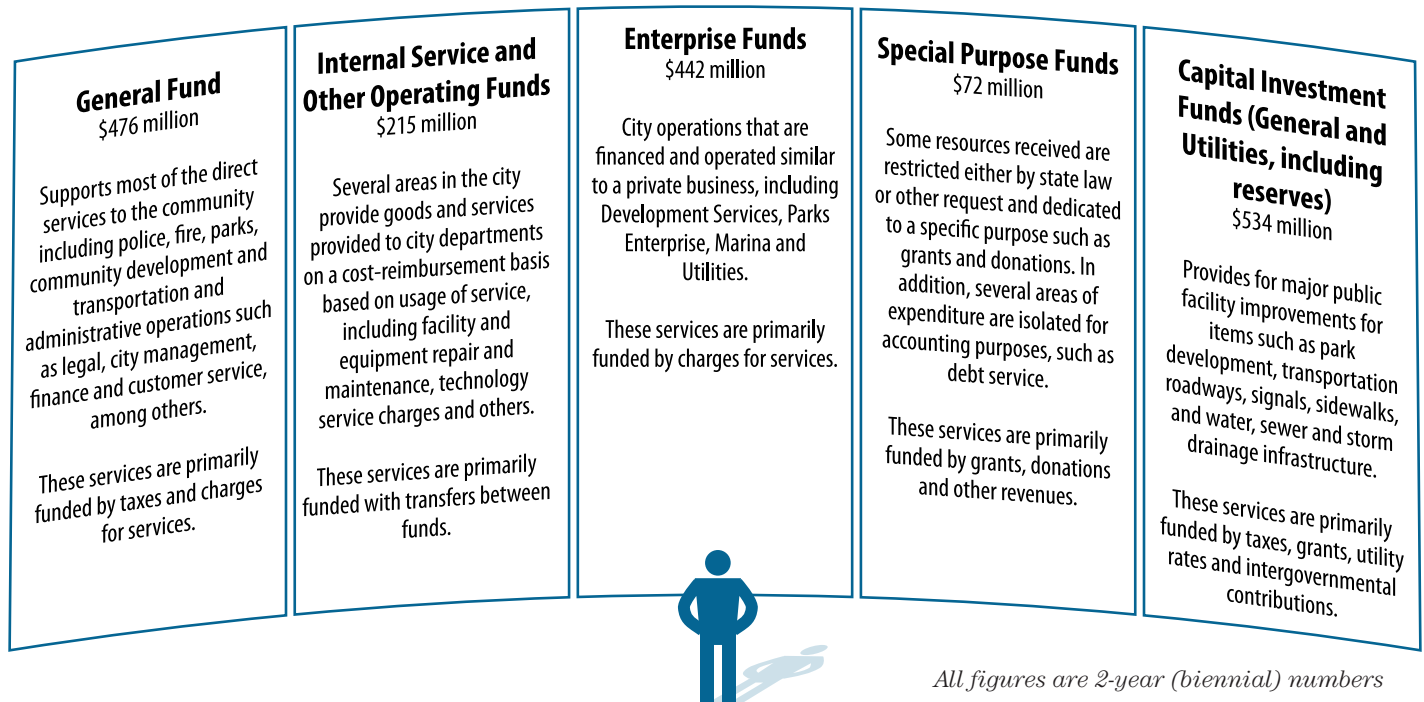 General Fund
$476 million
Supports most of the direct
services to the community
including police, fire, parks,
community development and
transportation and
administrative operations such
as legal, city management,
finance and customer service,
among others.
These services are primarily
funded by taxes and charges
for services.
Internal Service and
Other Operating Funds
$215 million
Several areas in the city
provide goods and services
provided to city departments
on a cost-reimbursement basis
based on usage of service,
including facility and
equipment repair and
maintenance, technology
service charges and others.
These services are primarily
funded with transfers between
funds.
Enterprise Funds
$442 million
City operations that are
financed and operated similar
to a private business, including
Development Services, Parks
Enterprise, Marina and
Utilities.
These services are primarily
funded by charges for services.
Special Purpose Funds
$72 million
Some resources received are
restricted either by state law
or other request and dedicated
to a specific purpose such as
grants and donations. In
addition, several areas of
expenditure are isolated for
accounting purposes, such as
debt service.
These services are primarily
funded by grants, donations
and other revenues.
Capital Investment
Funds (General and
Utilities, including
reserves)
$534 million
Provides for major public
facility improvements for
items such as park
development, transportation
roadways, signals, sidewalks,
and water, sewer and storm
drainage infrastructure.
These services are primarily
funded by taxes, grants, utility
rates and intergovernmental
contributions.
All figures are 2-year (biennial) numbers